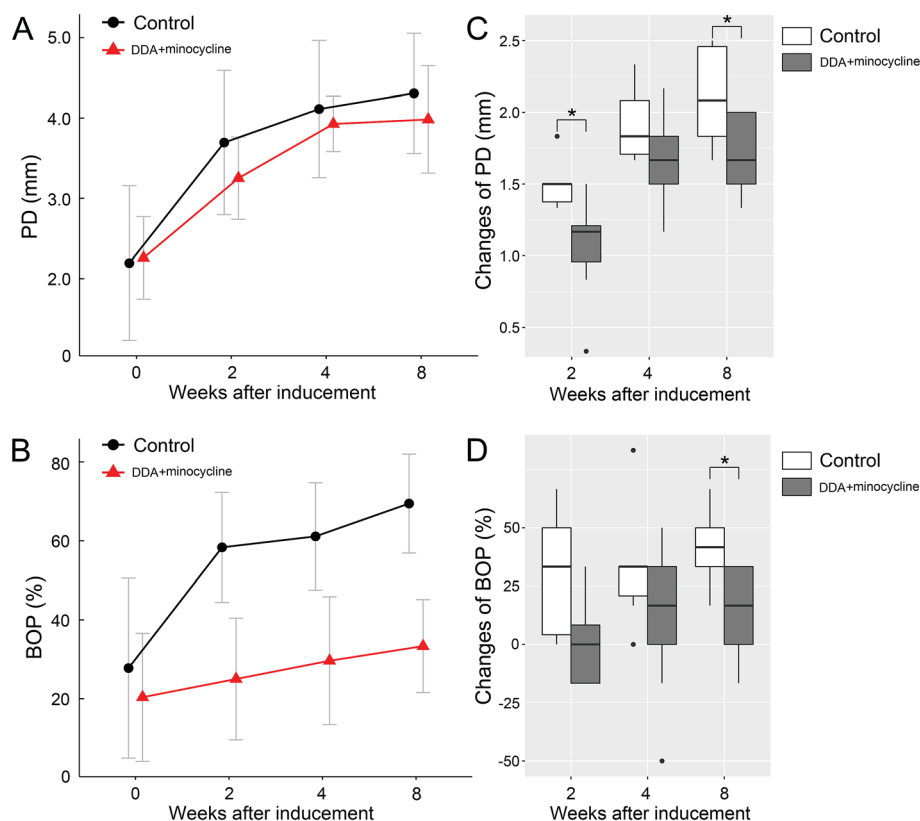 A
Control
DDA+minocycline
5.0
4.0
3.0
2.0
0
PD (mm)
0 2 4 8
Weeks after inducement
C
Control
DDA+minocycline
* *
2.5
2.0
1.5
1.0
0.5
Changes of PD (mm)
2 4 8
Weeks after inducement
B
Control
DDA+minocycline
80
60
40
20
0
BOP (%)
0 2 4 8
Weeks after inducement
D
Control
DDA+minocycline
*
50
25
0
-25
-50
Changes of BOP (%)
2 4 8
Weeks after inducement